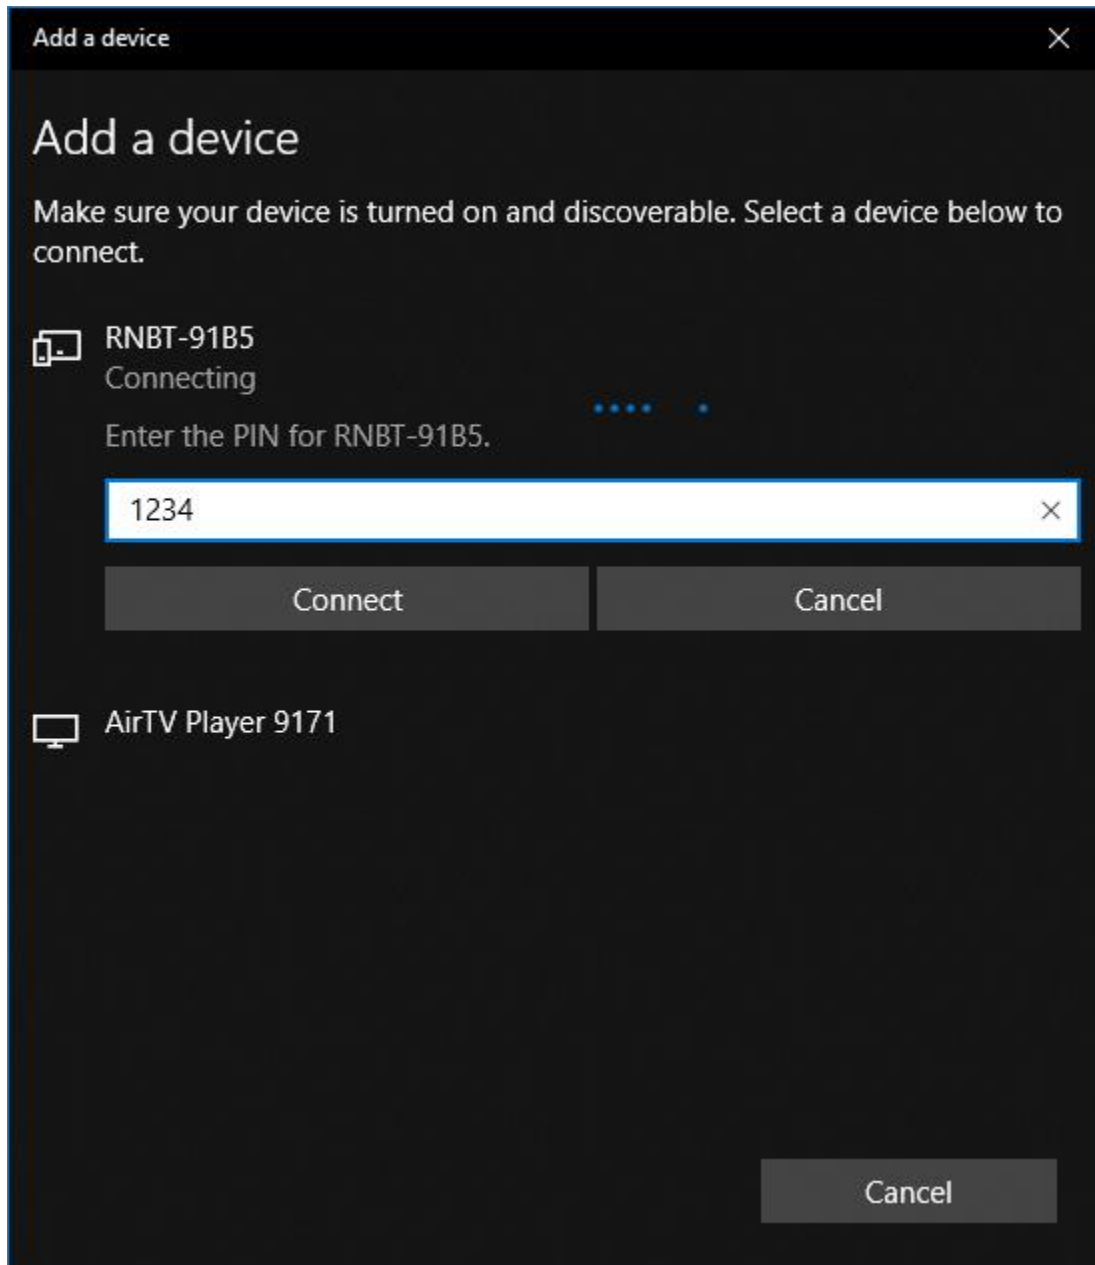 Add a device
Add a device
Make sure your device is turned on and discoverable. Select a device below to
connect.
RNBT-91B5
Connecting
Enter the PIN for RNBT-91B5.
1234
Connect
Cancel
AirTV Player 9171
Cancel